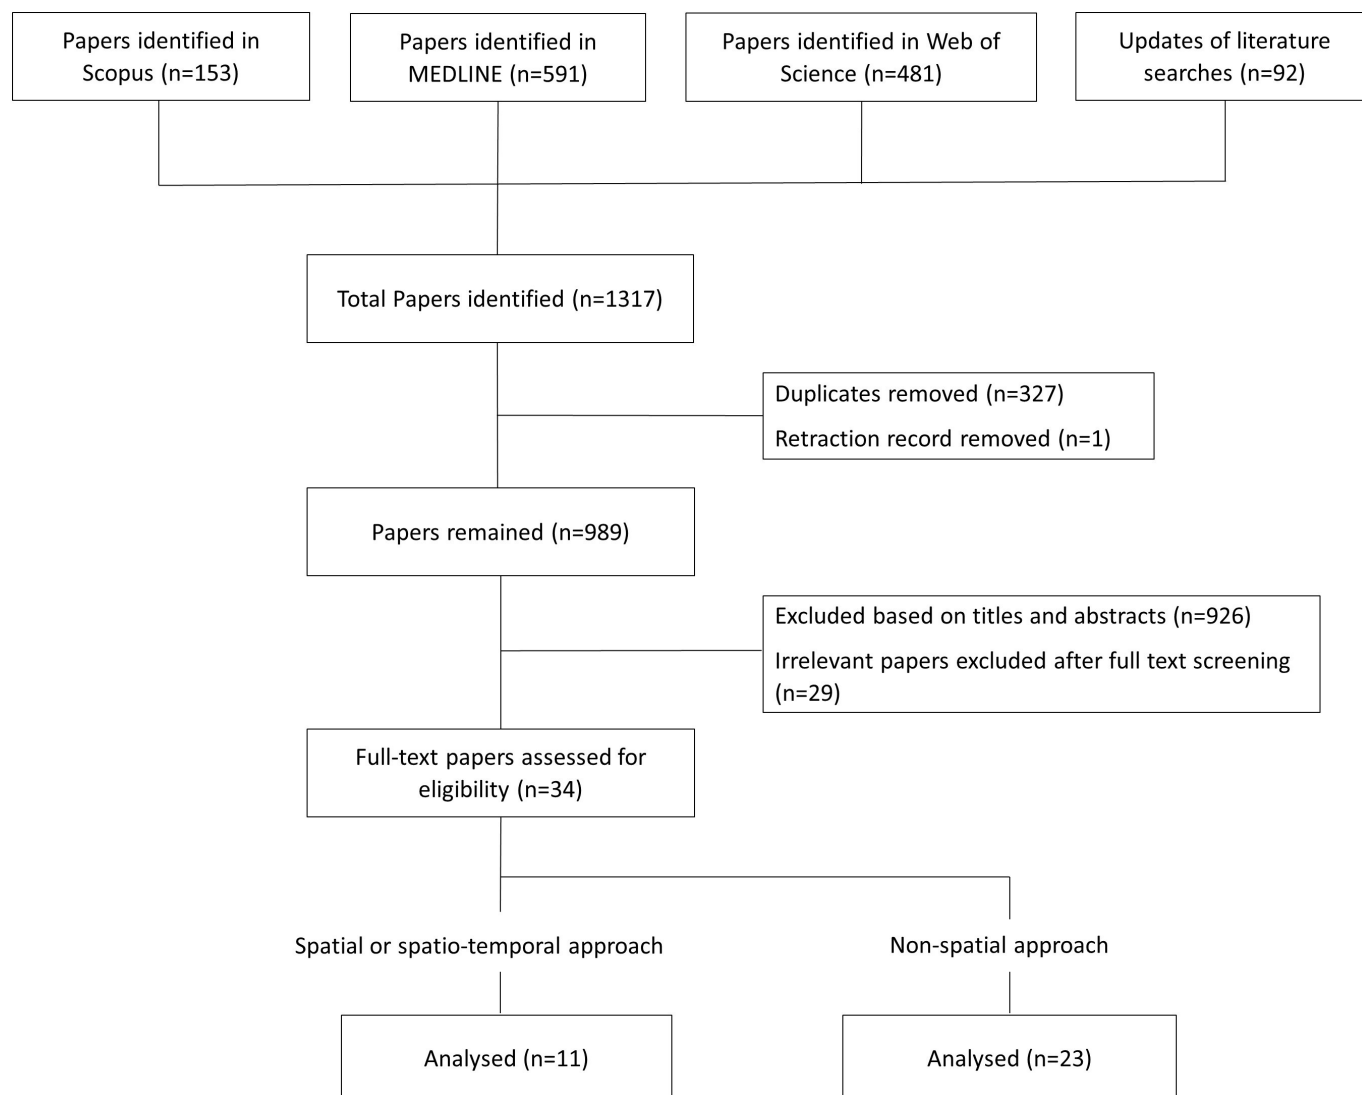 Papers identified in
Scopus (n=153)
Papers identified in
MEDLINE (n=591)
Papers identified in Web of
Science (n=481)
Updates of literature
searches (n=92)
Total Papers identified (n=1317)
Duplicates removed (n=327)
Retraction record removed (n=1)
Papers remained (n=989)
Excluded based on titles and abstracts (n=926)
Irrelevant papers excluded after full text screening
(n=29)
Full-text papers assessed for
eligibility (n=34)
Spatial or spatio-temporal approach
Non-spatial approach
Analysed (n=11)
Analysed (n=23)